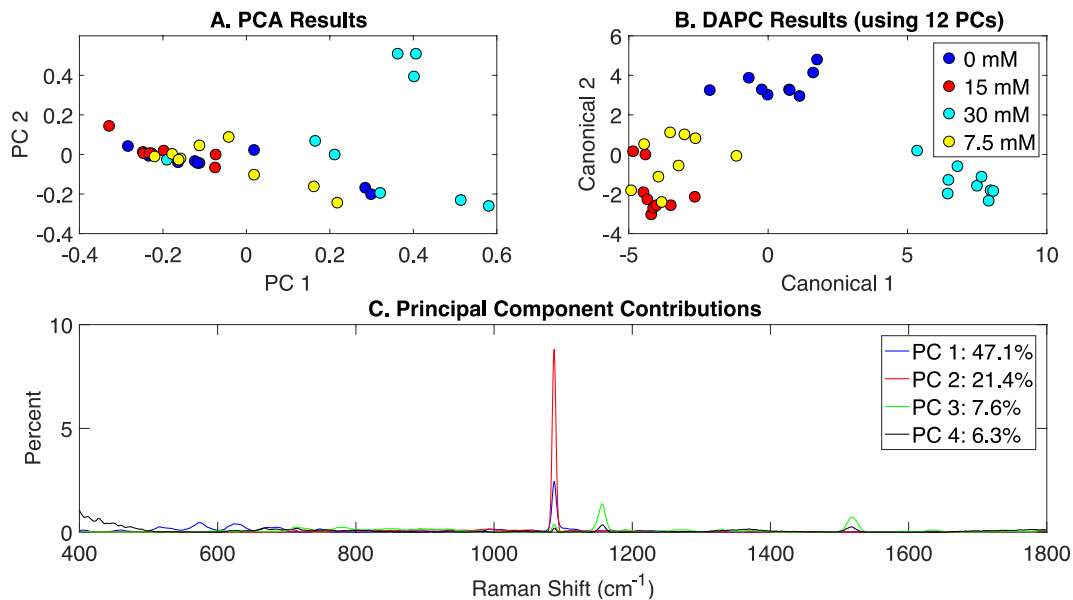 A. PCA Results
PC 2
0.4
0.2
0
-0.2
-0.4
-0.4
-0.2
0
0.2
0.4
0.6
PC 1
B. DAPC Results (using 12 PCs)
Canonical 2
6
4
2
0
-2
-4
-5
0
5
10
Canonical 1
0 mM
15 mM
30 mM
7.5 mM
C. Principal Component Contributions
Percent
10
5
0
400
600
800
1000
1200
1400
1600
1800
Raman Shift (cm⁻¹)
PC 1: 47.1%
PC 2: 21.4%
PC 3: 7.6%
PC 4: 6.3%